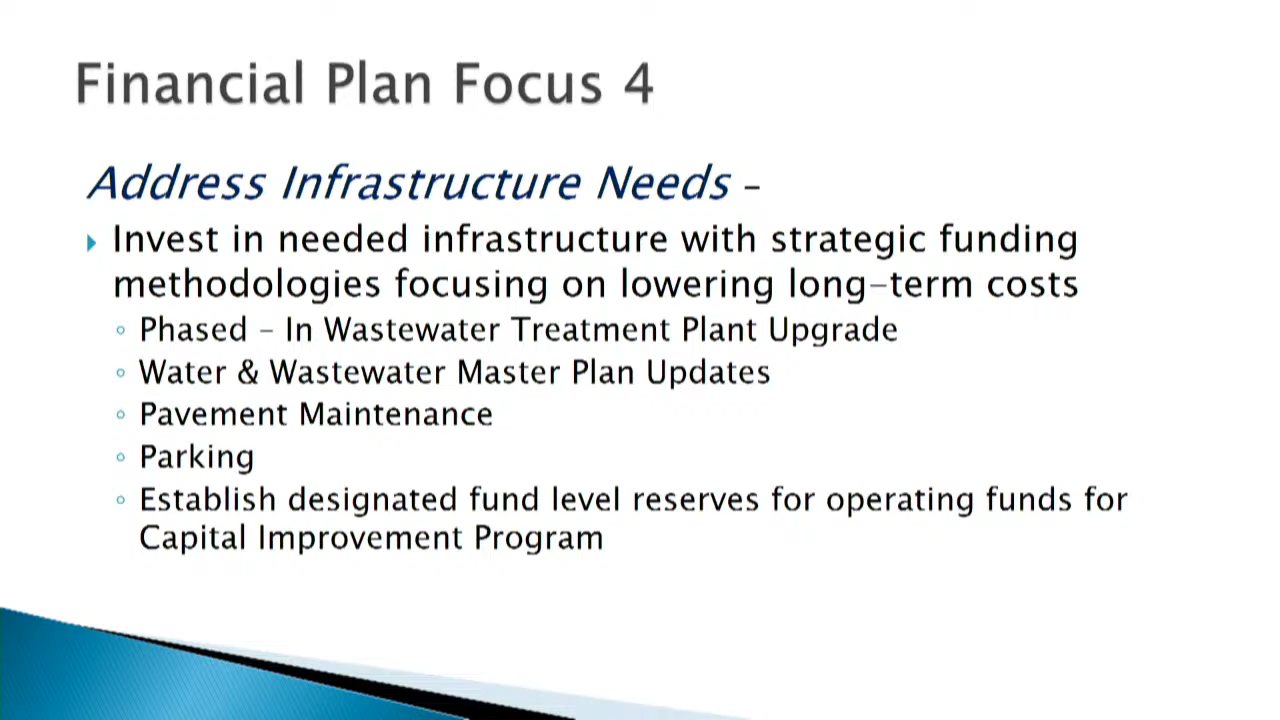 Financial Plan Focus 4
Address Infrastructure Needs –
Invest in needed infrastructure with strategic funding
methodologies focusing on lowering long-term costs
Phased – In Wastewater Treatment Plant Upgrade
Water & Wastewater Master Plan Updates
Pavement Maintenance
Parking
Establish designated fund level reserves for operating funds for
Capital Improvement Program